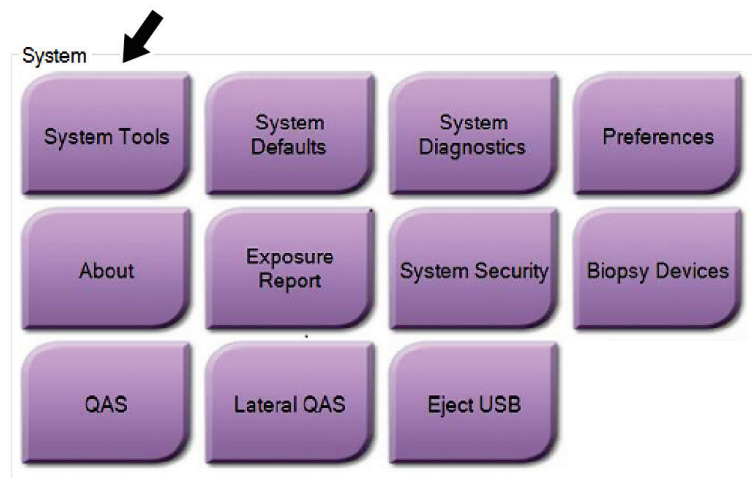 System
System Tools
System
Defaults
System
Diagnostics
Preferences
About
Exposure
Report
System Security
Biopsy Devices
QAS
Lateral QAS
Eject USB